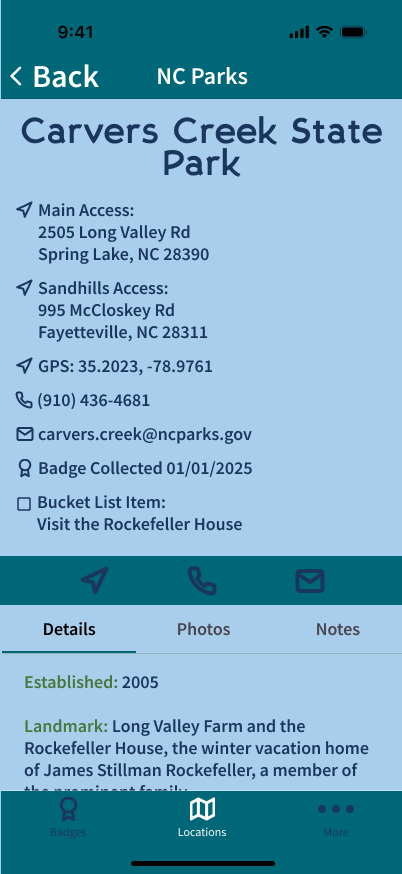 9:41
Back
NC Parks
Carvers Creek State
Park
Main Access:
2505 Long Valley Rd
Spring Lake, NC 28390
Sandhills Access:
995 McCloskey Rd
Fayetteville, NC 28311
GPS: 35.2023, -78.9761
(910) 436-4681
carvers.creek@ncparks.gov
Badge Collected 01/01/2025
Bucket List Item:
Visit the Rockefeller House
Details Photos Notes
Established: 2005
Landmark: Long Valley Farm and the
Rockefeller House, the winter vacation home
of James Stillman Rockefeller, a member of
the prominent family
Badges Locations More